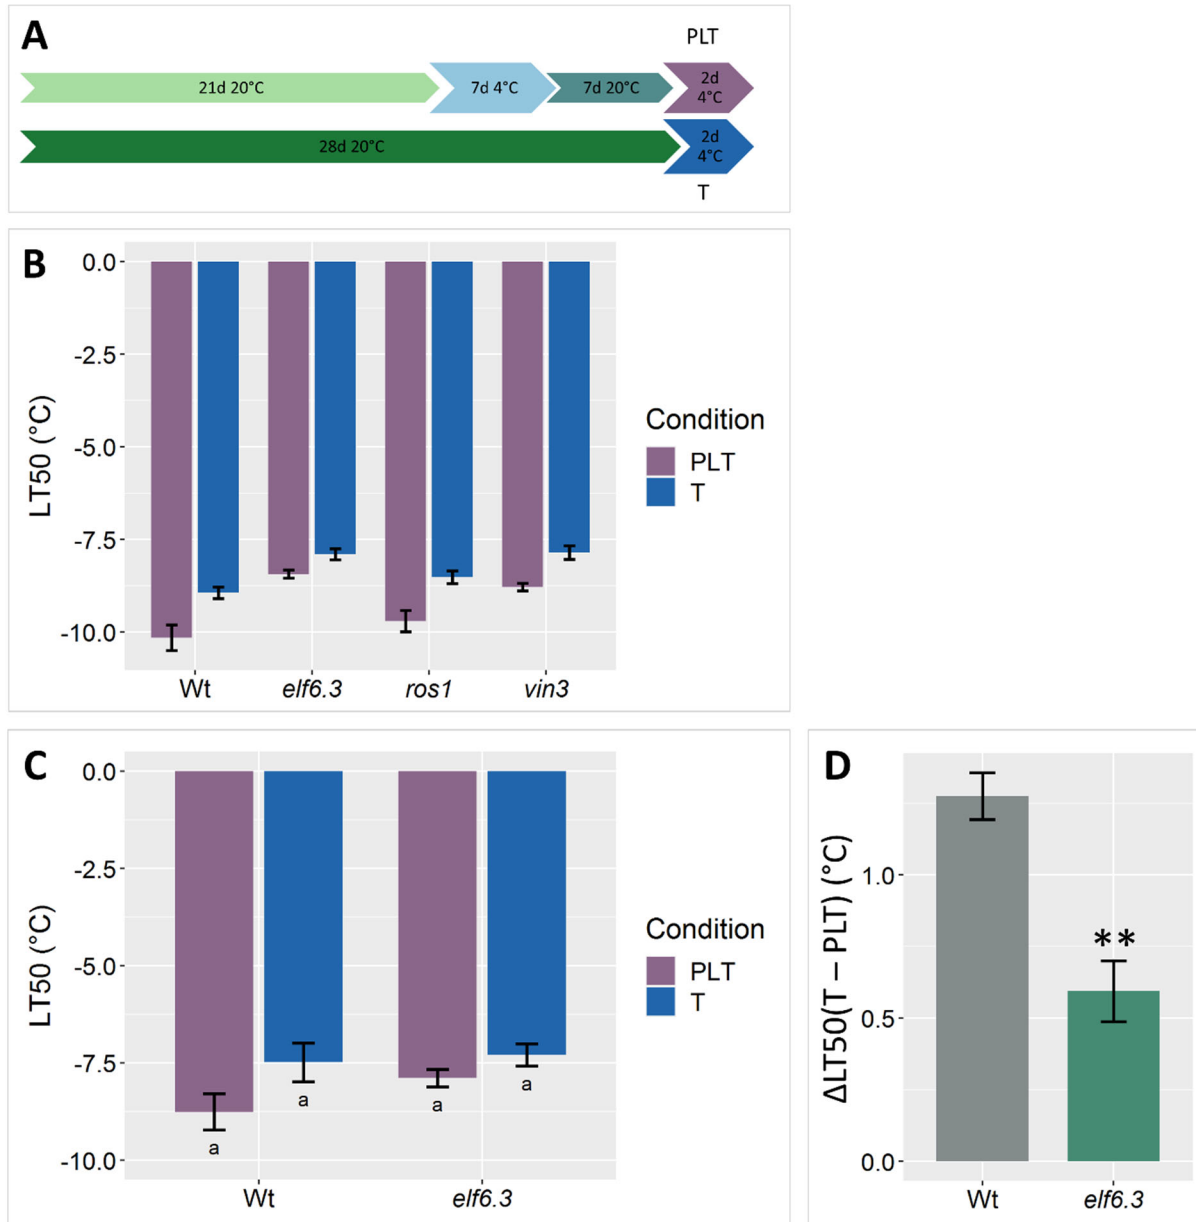 A
PLT
21d 20°C
7d 4°C
7d 20°C
2d
4°C
28d 20°C
2d
4°C
T
B
0.0
-2.5
-5.0
-7.5
-10.0
LT50 (°C)
Wt
elf6.3
ros1
vin3
Condition
PLT
T
C
0.0
-2.5
-5.0
-7.5
-10.0
LT50 (°C)
a
a
a
a
Wt
elf6.3
Condition
PLT
T
D
1.0
0.5
0.0
ΔLT50(T – PLT) (°C)
**
Wt
elf6.3